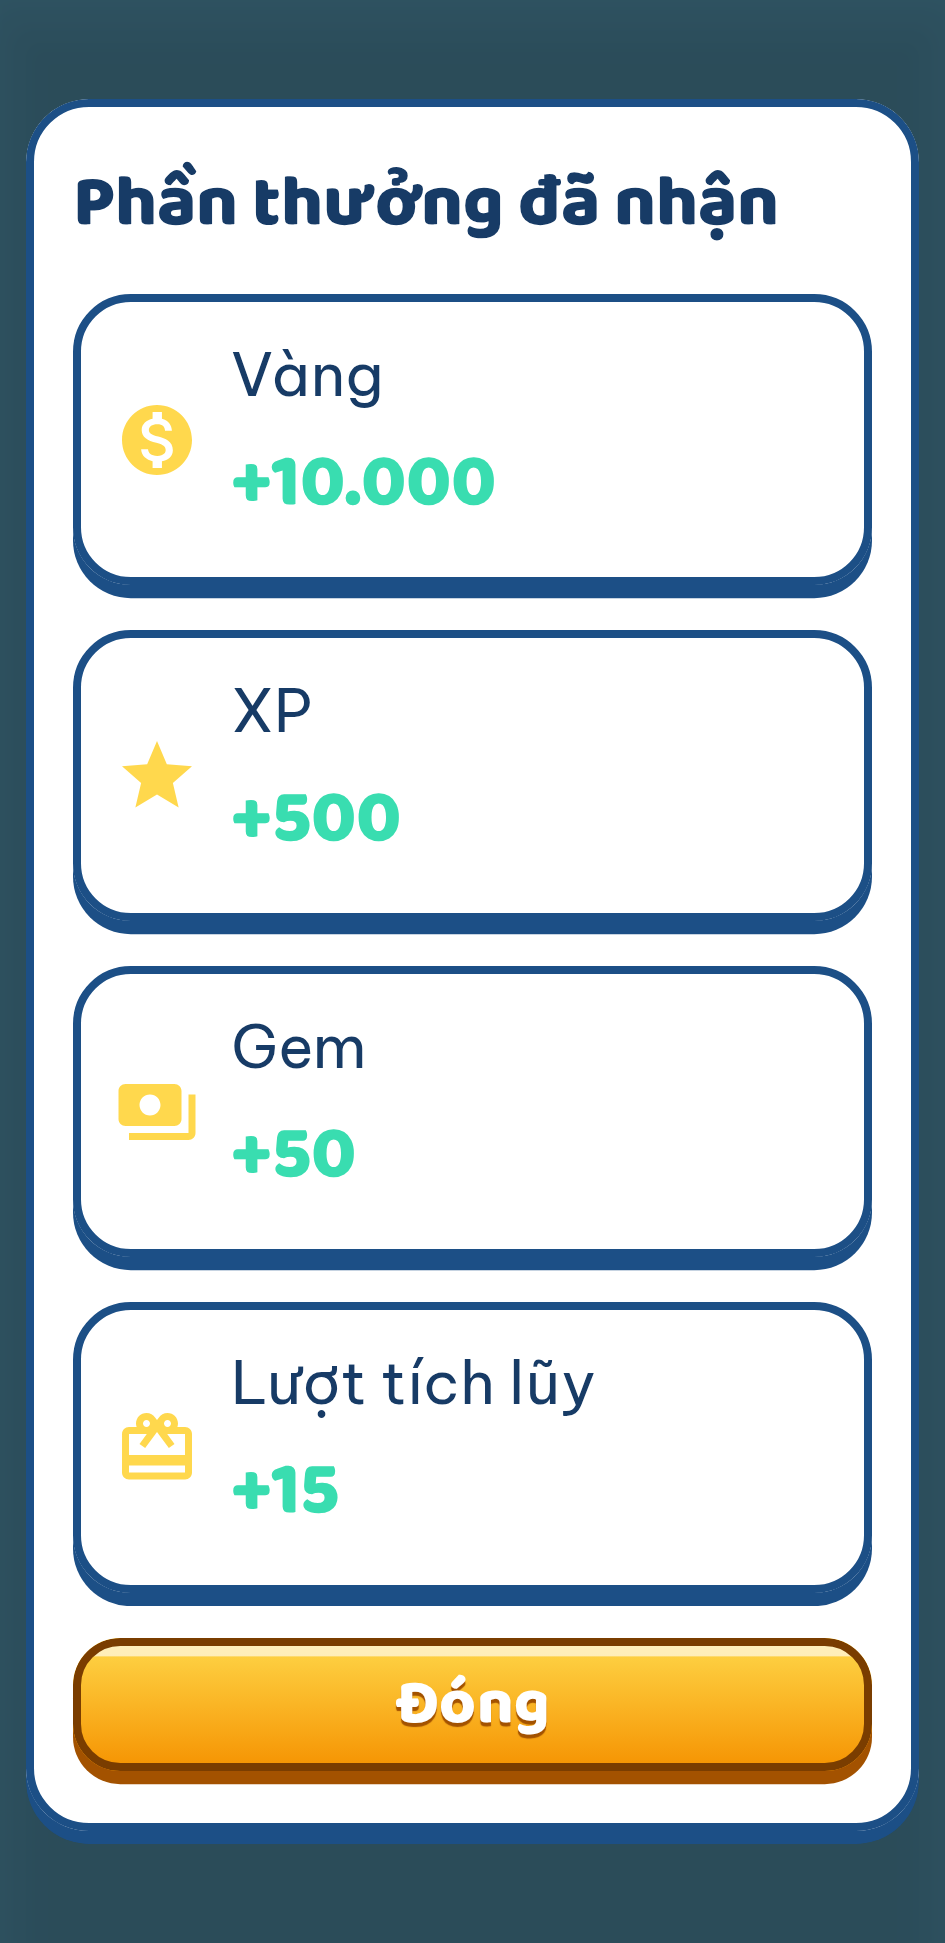 Phần thưởng đã nhận
Vàng
+10.000
XP
+500
Gem
+50
Lượt tích lũy
+15
Đóng